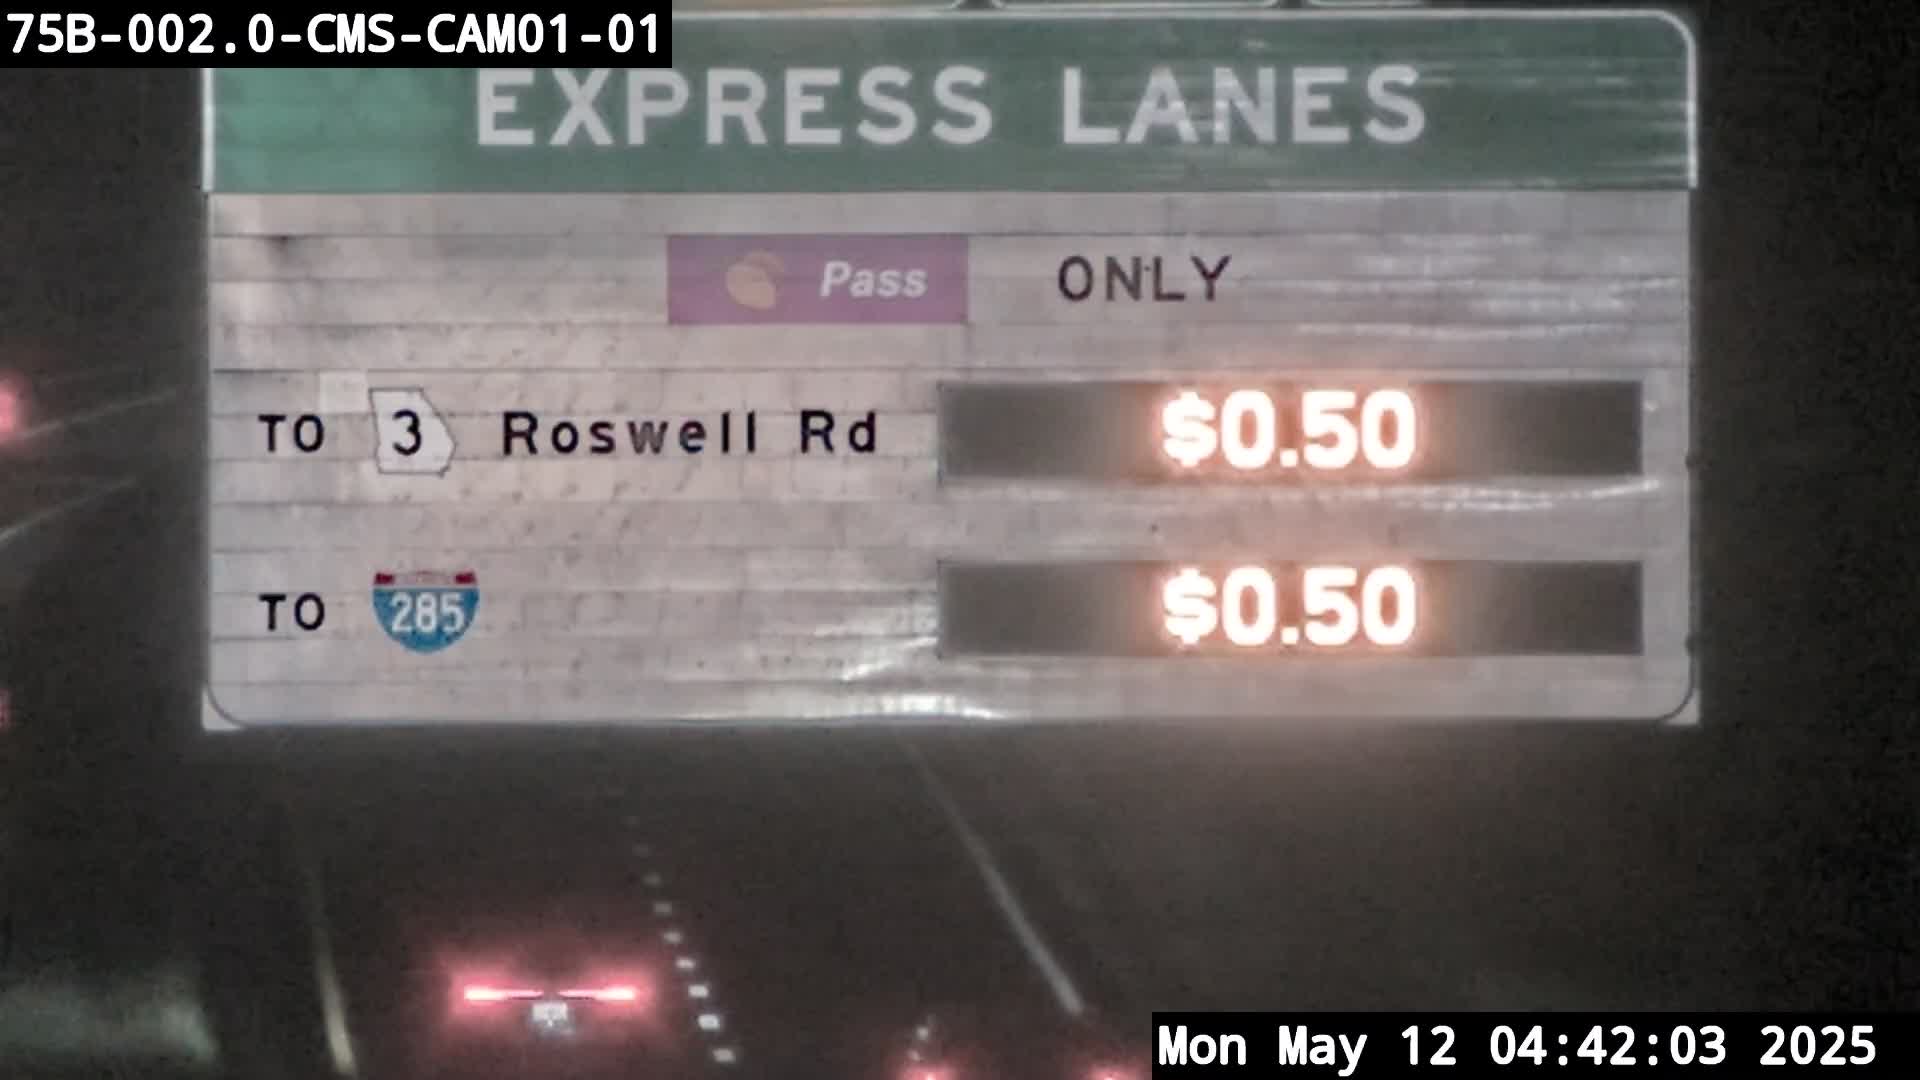 75B-002.0-CMS-CAM01-01
EXPRESS LANES
Pass ONLY
TO 3 Roswell Rd $0.50
TO 285 $0.50
Mon May 12 04:42:03 2025